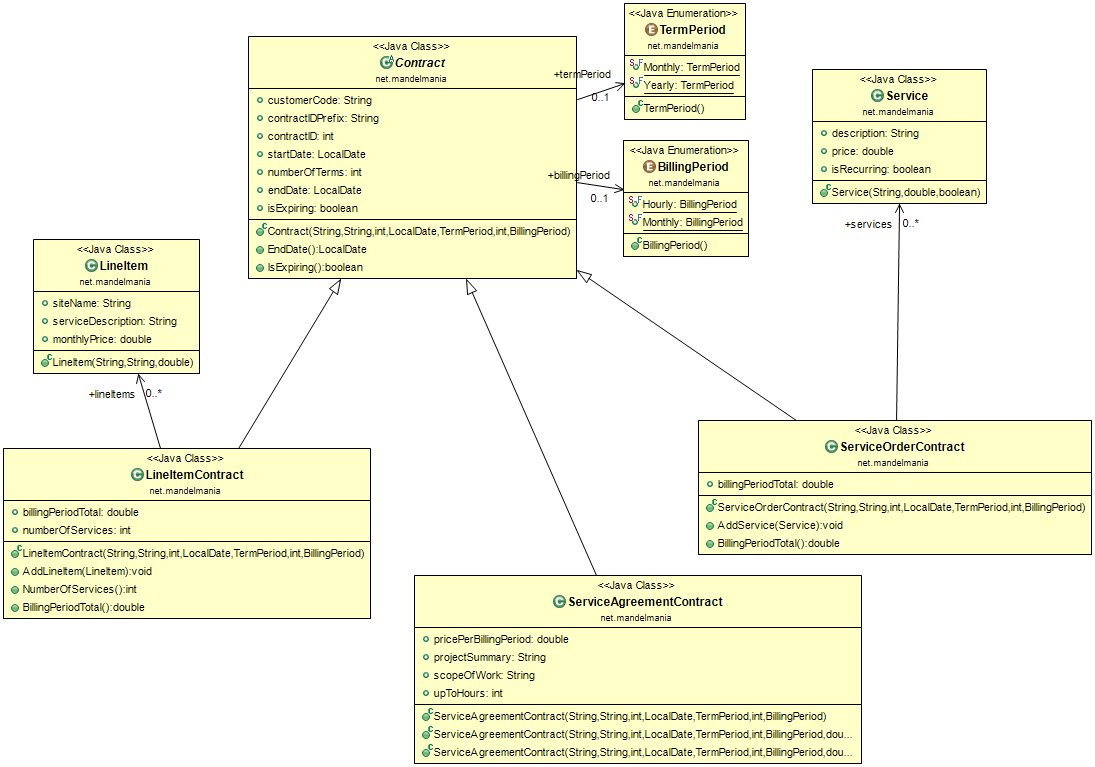 <<Java Class>>
Contract
net.mandelmania
customerCode: String
contractIDPrefix: String
contractID: int
startDate: LocalDate
numberOfTerms: int
endDate: LocalDate
isExpiring: boolean
Contract(String,String,int,LocalDate,TermPeriod,int,BillingPeriod)
EndDate():LocalDate
IsExpiring():boolean
+termPeriod
0..1
<<Java Enumeration>>
TermPeriod
net.mandelmania
Monthly: TermPeriod
Yearly: TermPeriod
TermPeriod()
+billingPeriod
0..1
<<Java Enumeration>>
BillingPeriod
net.mandelmania
Hourly: BillingPeriod
Monthly: BillingPeriod
BillingPeriod()
<<Java Class>>
Service
net.mandelmania
description: String
price: double
isRecurring: boolean
Service(String,double,boolean)
+services
0..*
<<Java Class>>
LineItem
net.mandelmania
siteName: String
serviceDescription: String
monthlyPrice: double
LineItem(String,String,double)
+lineItems
0..*
<<Java Class>>
LineItemContract
net.mandelmania
billingPeriodTotal: double
numberOfServices: int
LineItemContract(String,String,int,LocalDate,TermPeriod,int,BillingPeriod)
AddLineItem(LineItem):void
NumberOfServices():int
BillingPeriodTotal():double
<<Java Class>>
ServiceOrderContract
net.mandelmania
billingPeriodTotal: double
ServiceOrderContract(String,String,int,LocalDate,TermPeriod,int,BillingPeriod)
AddService(Service):void
BillingPeriodTotal():double
<<Java Class>>
ServiceAgreementContract
net.mandelmania
pricePerBillingPeriod: double
projectSummary: String
scopeOfWork: String
upToHours: int
ServiceAgreementContract(String,String,int,LocalDate,TermPeriod,int,BillingPeriod)
ServiceAgreementContract(String,String,int,LocalDate,TermPeriod,int,BillingPeriod,dou...
ServiceAgreementContract(String,String,int,LocalDate,TermPeriod,int,BillingPeriod,dou...